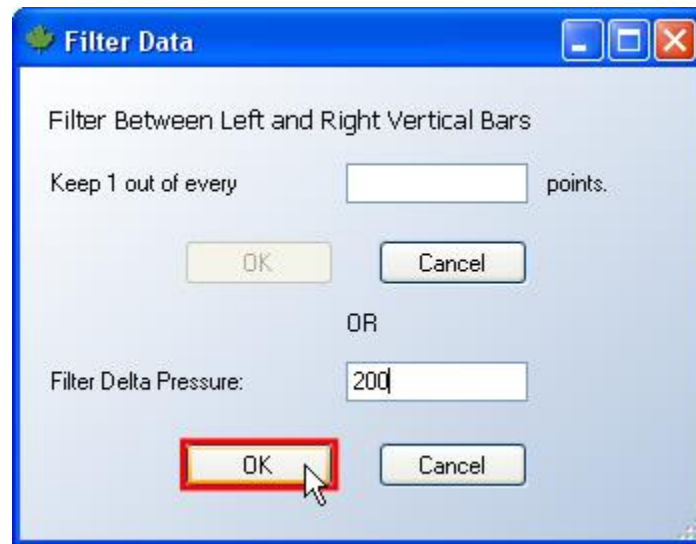 Filter Data
Filter Between Left and Right Vertical Bars
Keep 1 out of every points.
OK Cancel
OR
Filter Delta Pressure: 200
OK Cancel